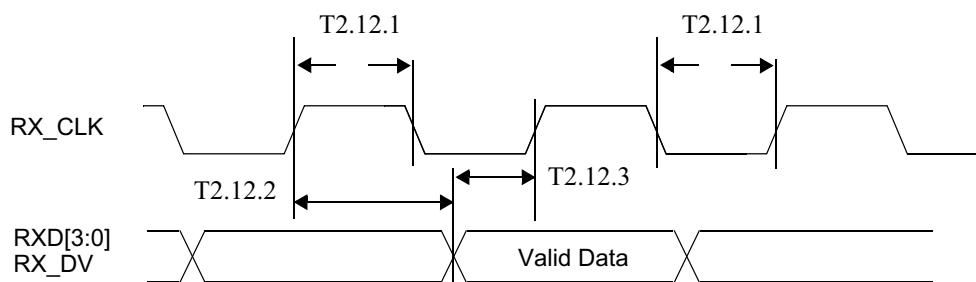 T2.12.1 T2.12.1
RX_CLK
T2.12.2 T2.12.3
RXD[3:0]
RX_DV Valid Data